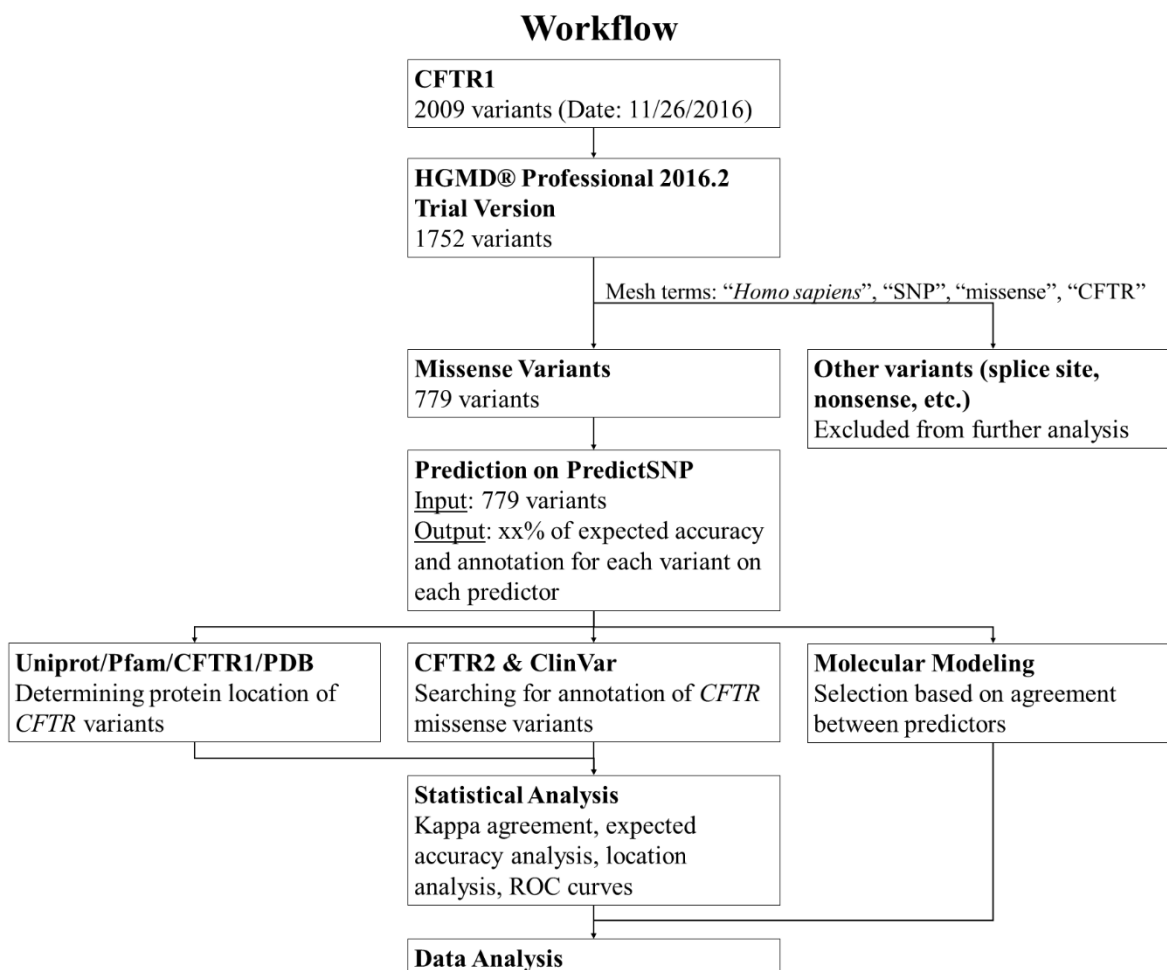 Workflow
CFTR1
2009 variants (Date: 11/26/2016)
HGMD® Professional 2016.2
Trial Version
1752 variants
Mesh terms: “Homo sapiens”, “SNP”, “missense”, “CFTR”
Missense Variants
779 variants
Other variants (splice site,
nonsense, etc.)
Excluded from further analysis
Prediction on PredictSNP
Input: 779 variants
Output: xx% of expected accuracy
and annotation for each variant on
each predictor
Uniprot/Pfam/CFTR1/PDB
Determining protein location of
CFTR variants
CFTR2 & ClinVar
Searching for annotation of CFTR
missense variants
Molecular Modeling
Selection based on agreement
between predictors
Statistical Analysis
Kappa agreement, expected
accuracy analysis, location
analysis, ROC curves
Data Analysis